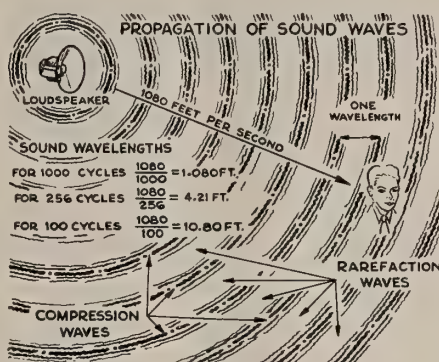 PROPAGATION OF SOUND WAVES
LOUDSPEAKER
1080 FEET PER SECOND
ONE
WAVELENGTH
SOUND WAVELENGTHS
FOR 1000 CYCLES 1080/1000 = 1.080 FT.
FOR 256 CYCLES 1080/256 = 4.21 FT.
FOR 100 CYCLES 1080/100 = 10.80 FT.
RAREFACTION
WAVES
COMPRESSION
WAVES